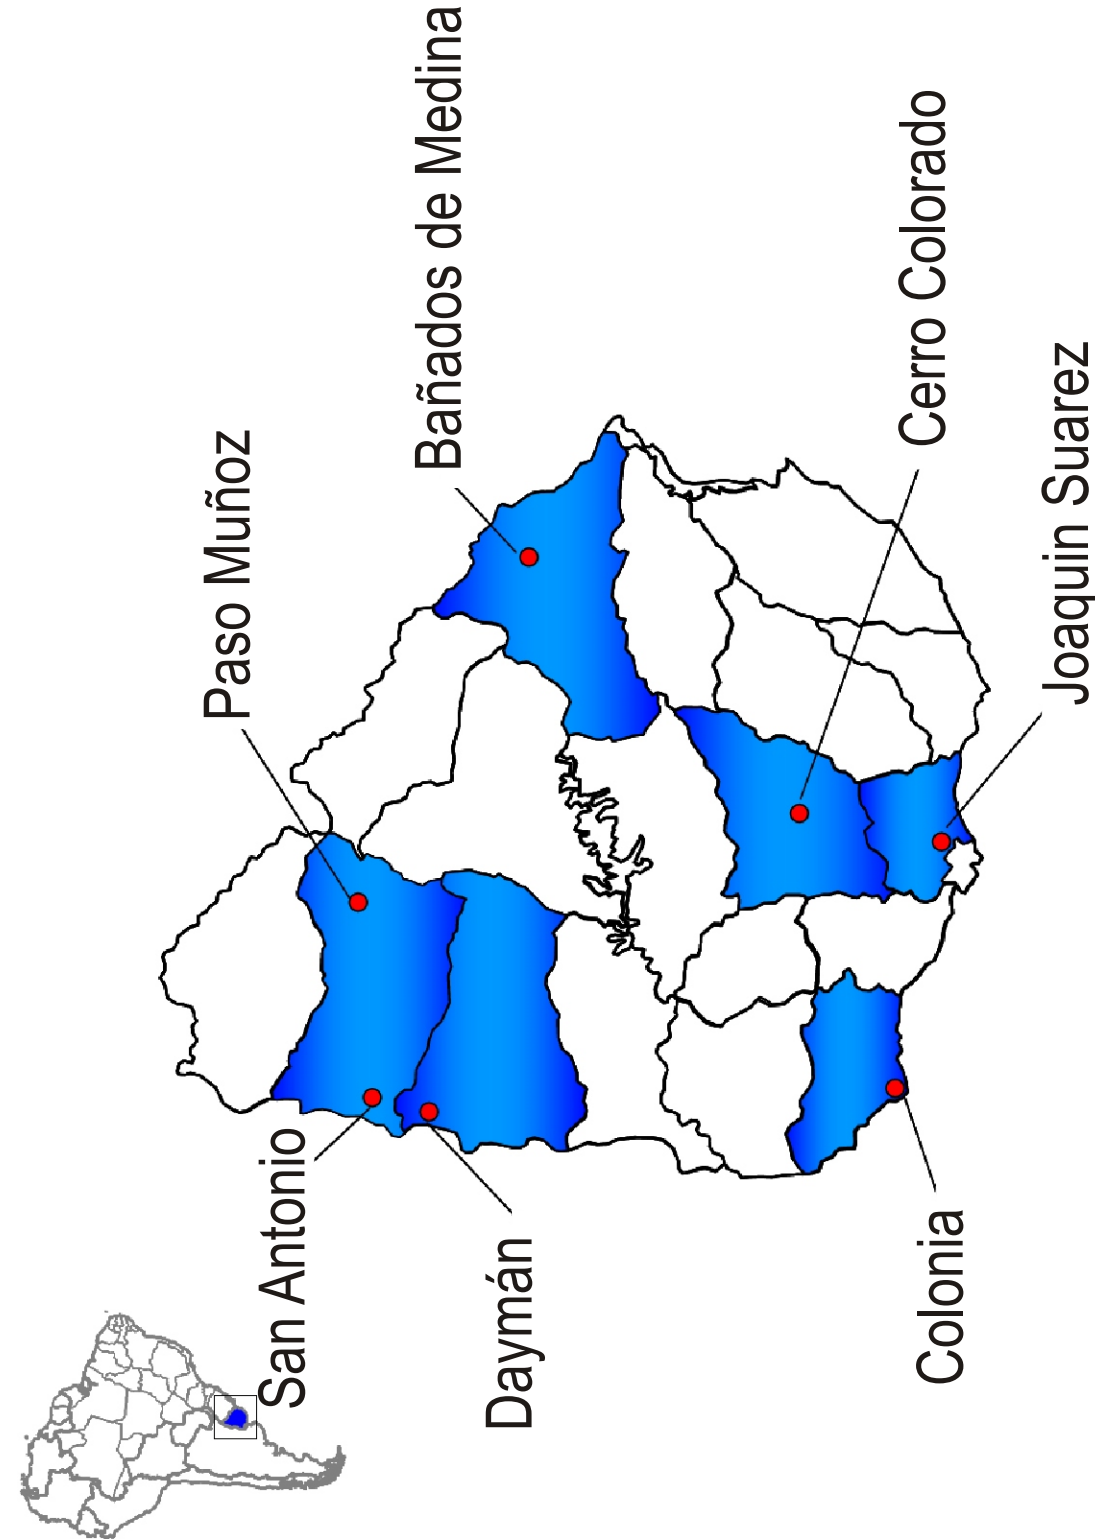 San Antonio
Paso Muñoz
Daymán
Bañados de Medina
Colonia
Cerro Colorado
Joaquin Suarez